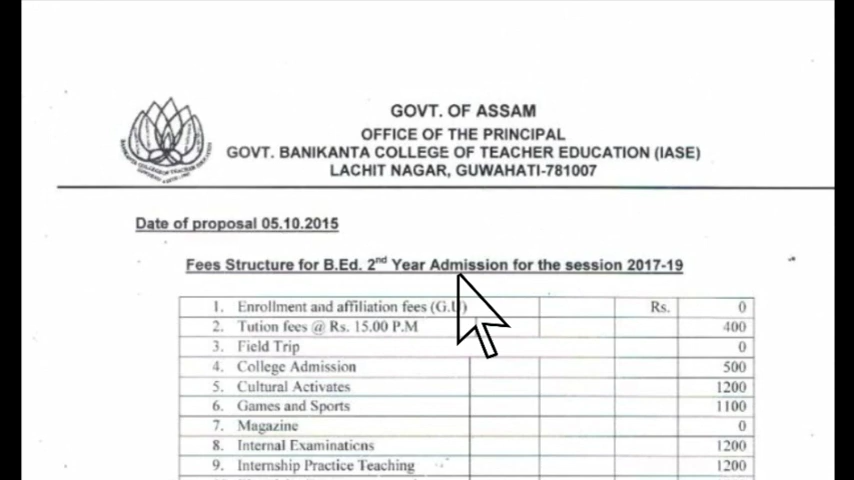 GOVT. OF ASSAM
OFFICE OF THE PRINCIPAL
GOVT. BANIKANTA COLLEGE OF TEACHER EDUCATION (IASE)
LACHIT NAGAR, GUWAHATI-781007
Date of proposal 05.10.2015
Fees Structure for B.Ed. 2nd Year Admission for the session 2017-19
1. Enrollment and affiliation fees (G.U) Rs. 0
2. Tution fees @ Rs. 15.00 P.M 400
3. Field Trip 0
4. College Admission 500
5. Cultural Activates 1200
6. Games and Sports 1100
7. Magazine 0
8. Internal Examinations 1200
9. Internship Practice Teaching 1200